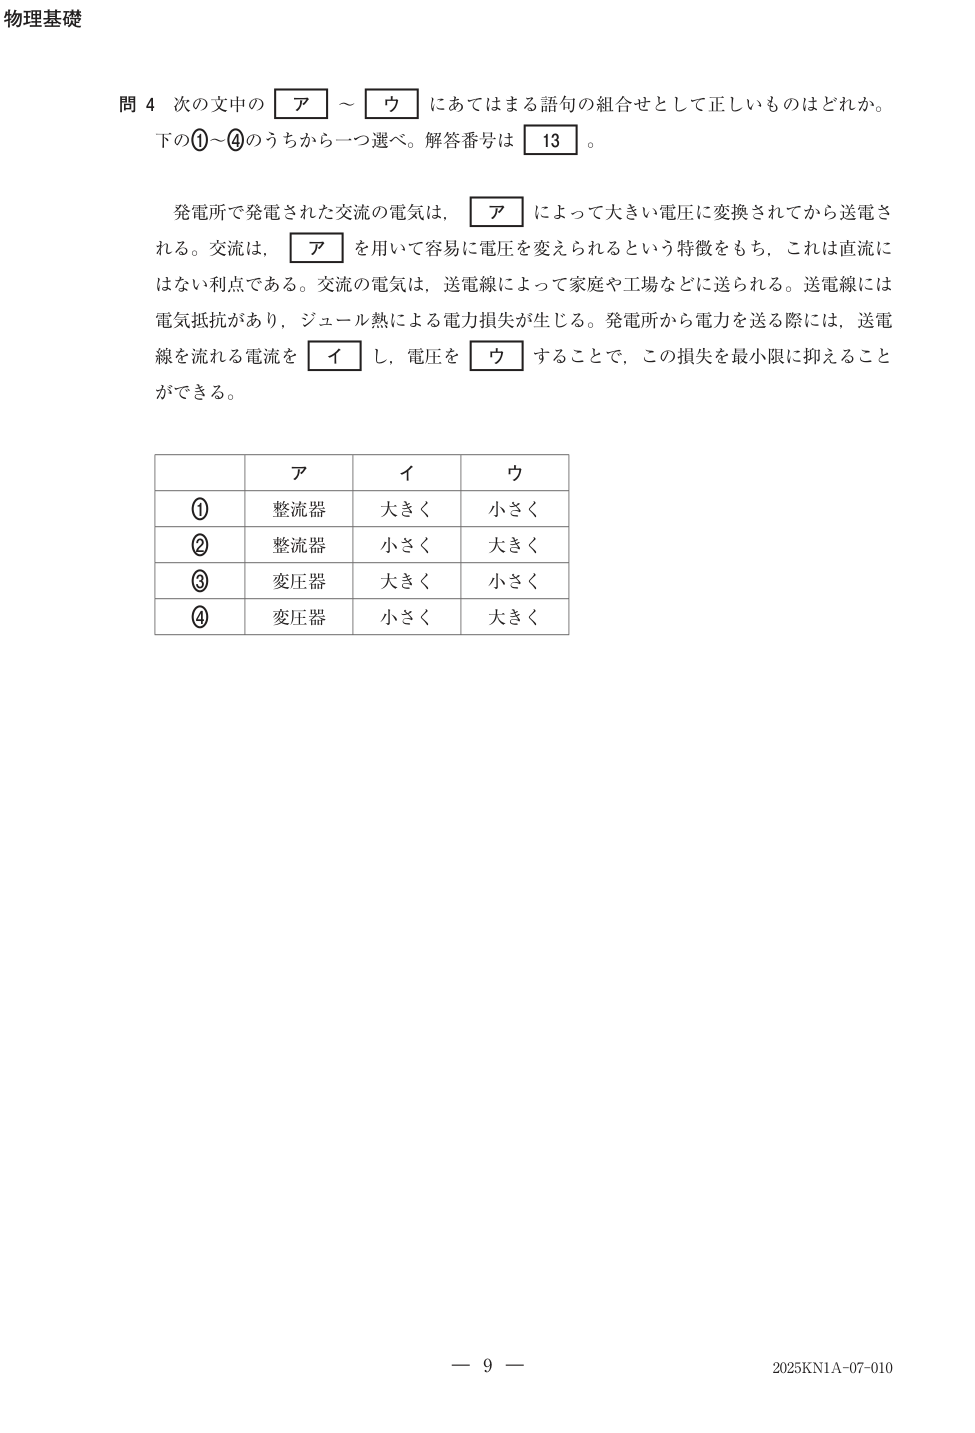 物理基礎
問 4 次の文中の ア ～ ウ にあてはまる語句の組合せとして正しいものはどれか。
下の①～④のうちから一つ選べ。解答番号は 13 。
発電所で発電された交流の電気は， ア によって大きい電圧に変換されてから送電さ
れる。交流は， ア を用いて容易に電圧を変えられるという特徴をもち，これは直流に
はない利点である。交流の電気は，送電線によって家庭や工場などに送られる。送電線には
電気抵抗があり，ジュール熱による電力損失が生じる。発電所から電力を送る際には，送電
線を流れる電流を イ し，電圧を ウ することで，この損失を最小限に抑えること
ができる。
ア イ ウ
① 整流器 大きく 小さく
② 整流器 小さく 大きく
③ 変圧器 大きく 小さく
④ 変圧器 小さく 大きく
— 9 —
2025KN1A-07-010